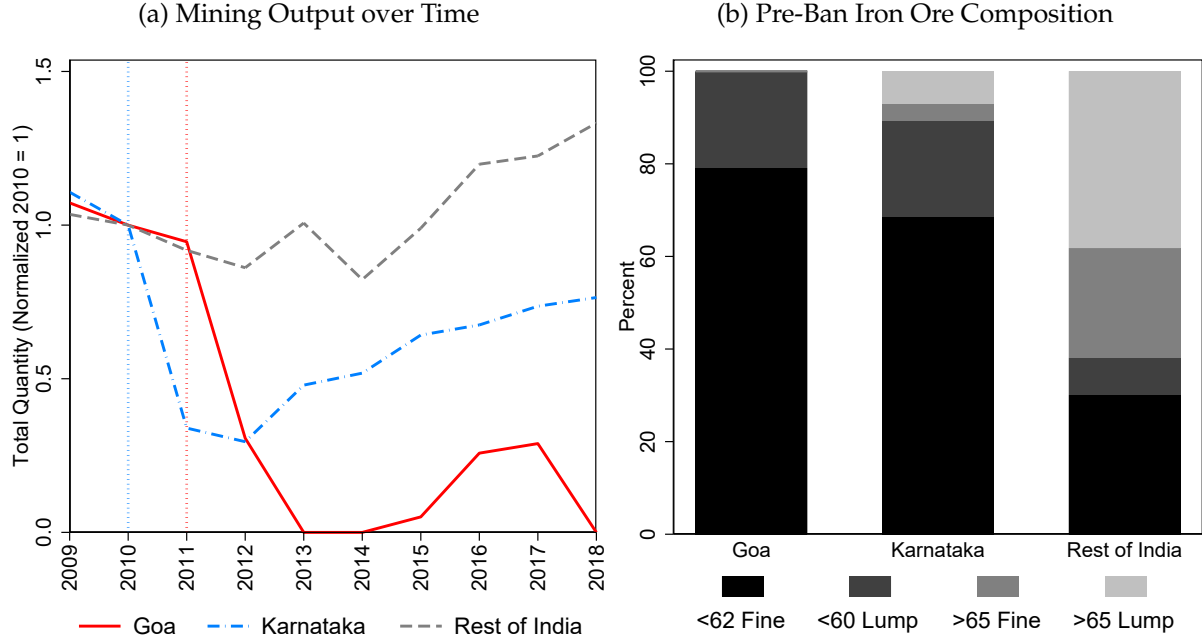 (a) Mining Output over Time
Total Quantity (Normalized 2010 = 1)
1.5
1.0
0.5
0.0
2009
2010
2011
2012
2013
2014
2015
2016
2017
2018
Goa
Karnataka
Rest of India
(b) Pre-Ban Iron Ore Composition
Percent
100
80
60
40
20
0
Goa
Karnataka
Rest of India
<62 Fine
<60 Lump
>65 Fine
>65 Lump